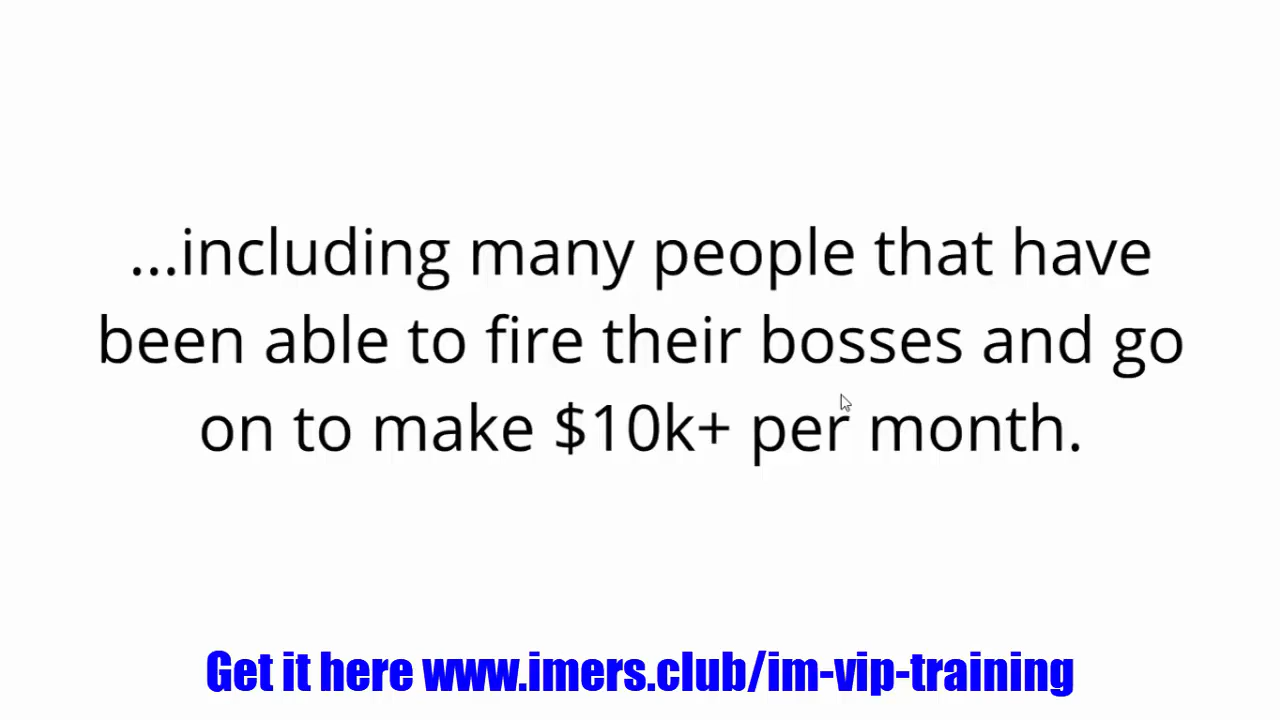 ...including many people that have
been able to fire their bosses and go
on to make $10k+ per month.
Get it here www.imers.club/im-vip-training